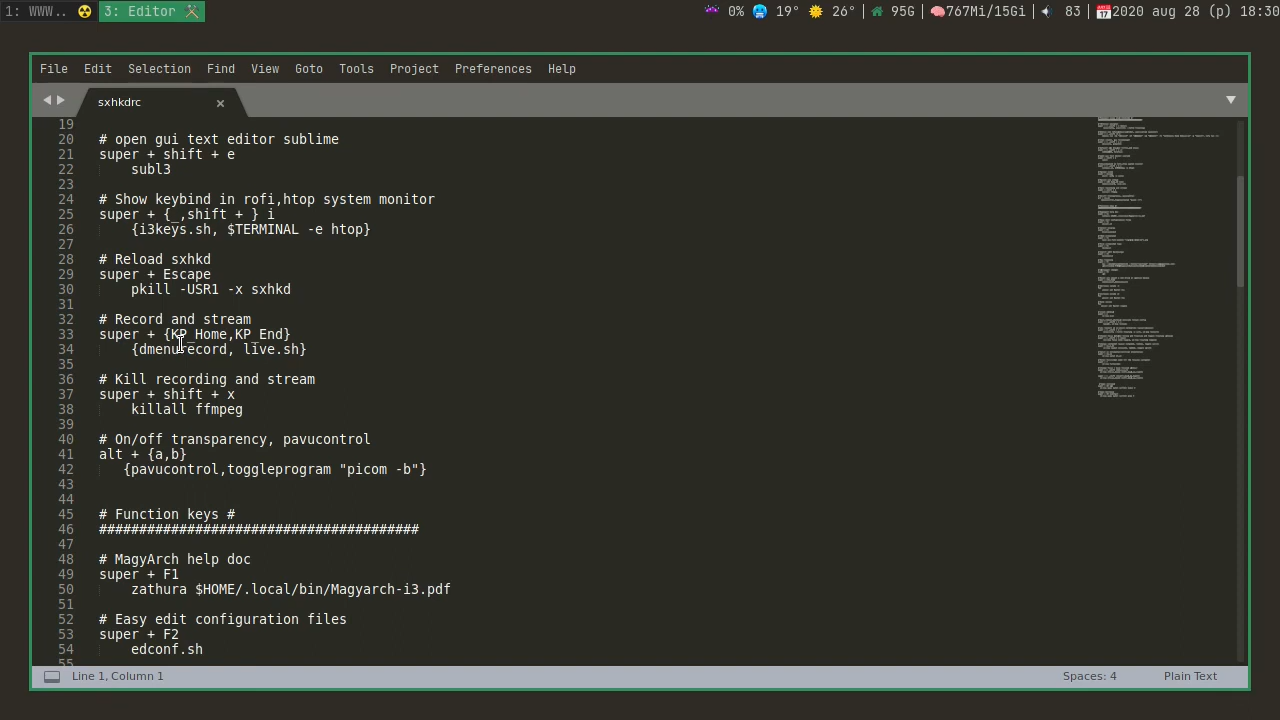 1: WWW.. 3: Editor 0% 19° 26° 95G 767Mi/15Gi 83 2020 aug 28 (p) 18:30
File Edit Selection Find View Goto Tools Project Preferences Help
sxhkdrc
19
20 # open gui text editor sublime
21 super + shift + e
22 subl3
23
24 # Show keybind in rofi,htop system monitor
25 super + {_,shift + } i
26 {i3keys.sh, $TERMINAL -e htop}
27
28 # Reload sxhkd
29 super + Escape
30 pkill -USR1 -x sxhkd
31
32 # Record and stream
33 super + {KP_Home,KP_End}
34 {dmenurecord, live.sh}
35
36 # Kill recording and stream
37 super + shift + x
38 killall ffmpeg
39
40 # On/off transparency, pavucontrol
41 alt + {a,b}
42 {pavucontrol,toggleprogram "picom -b"}
43
44
45 # Function keys #
46 ########################################
47
48 # MagyArch help doc
49 super + F1
50 zathura $HOME/.local/bin/Magyarch-i3.pdf
51
52 # Easy edit configuration files
53 super + F2
54 edconf.sh
55
Line 1, Column 1 Spaces: 4 Plain Text